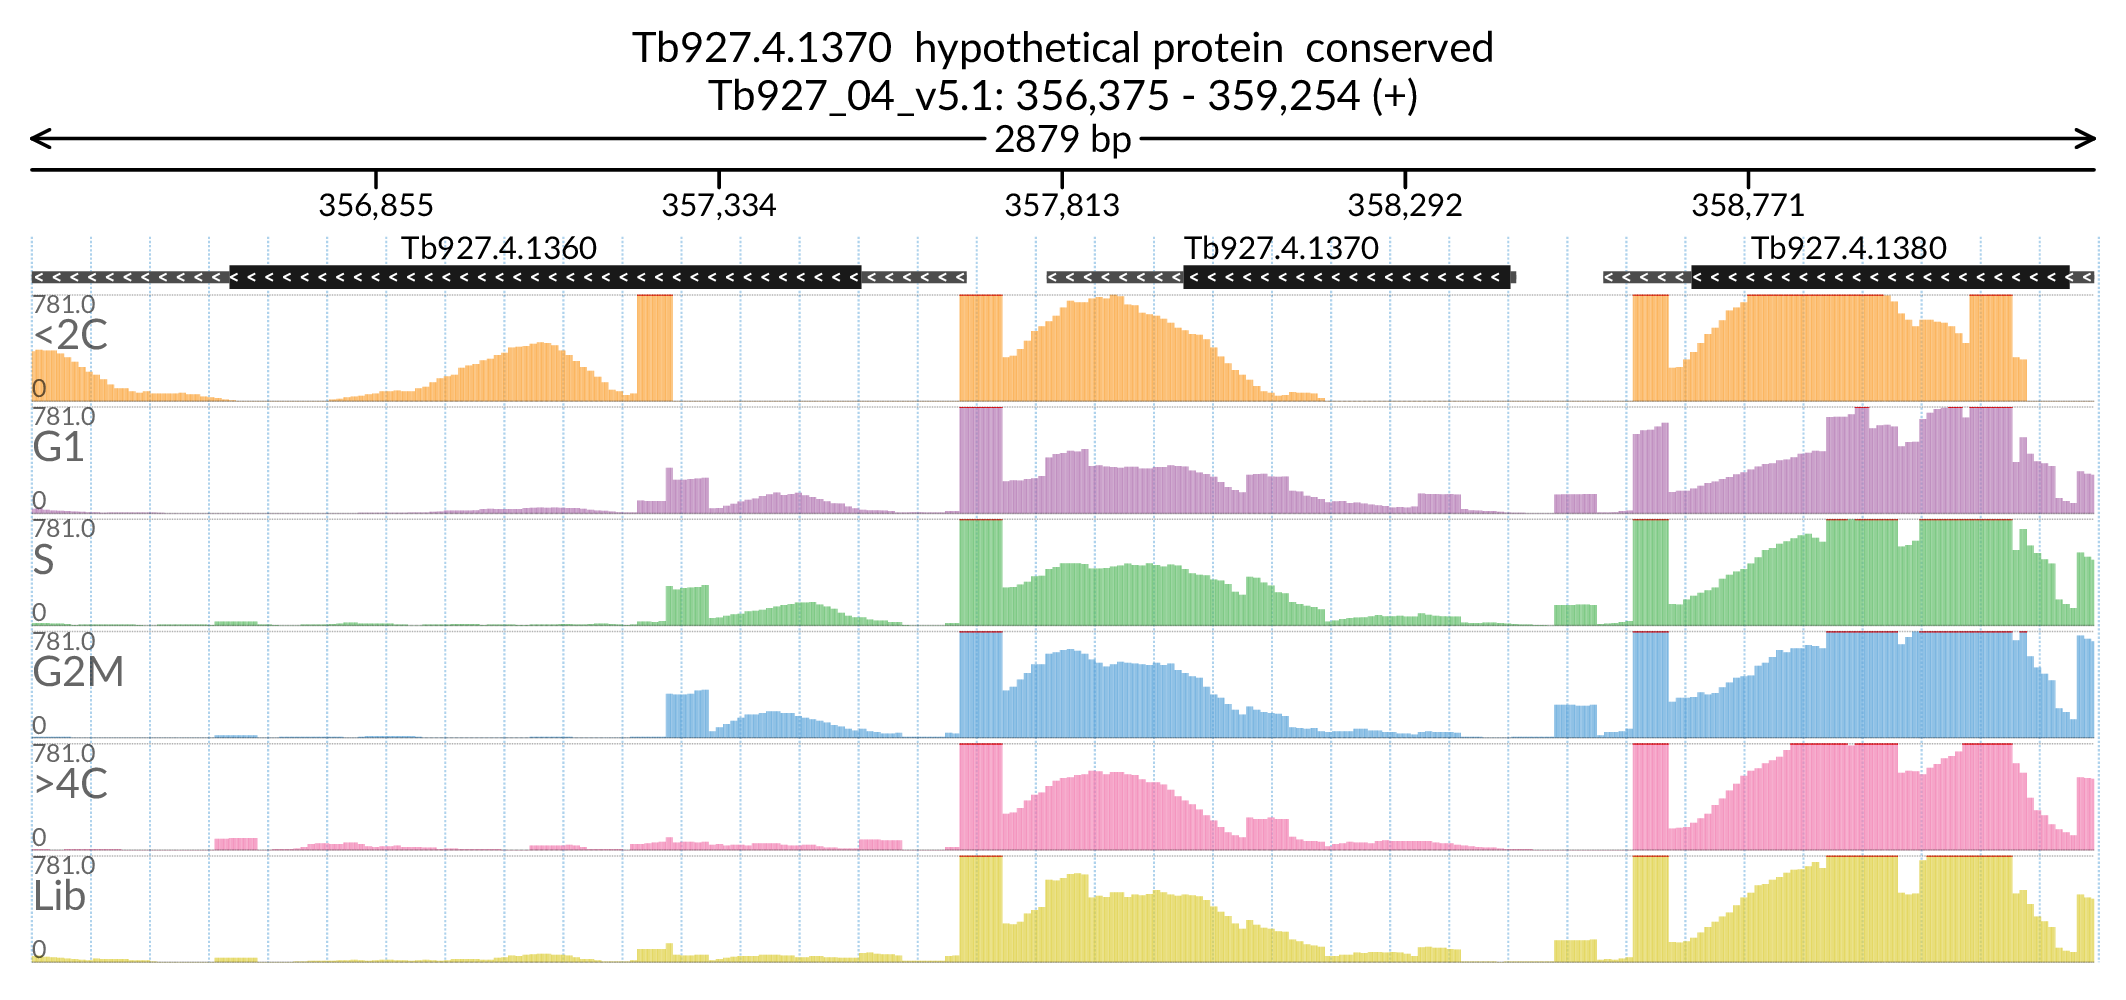 Tb927.4.1370 hypothetical protein conserved
Tb927_04_v5.1: 356,375 - 359,254 (+)
2879 bp
356,855 357,334 357,813 358,292 358,771
Tb927.4.1360 Tb927.4.1370 Tb927.4.1380
781.0
<2C
0
781.0
G1
0
781.0
S
0
781.0
G2M
0
781.0
>4C
0
781.0
Lib
0